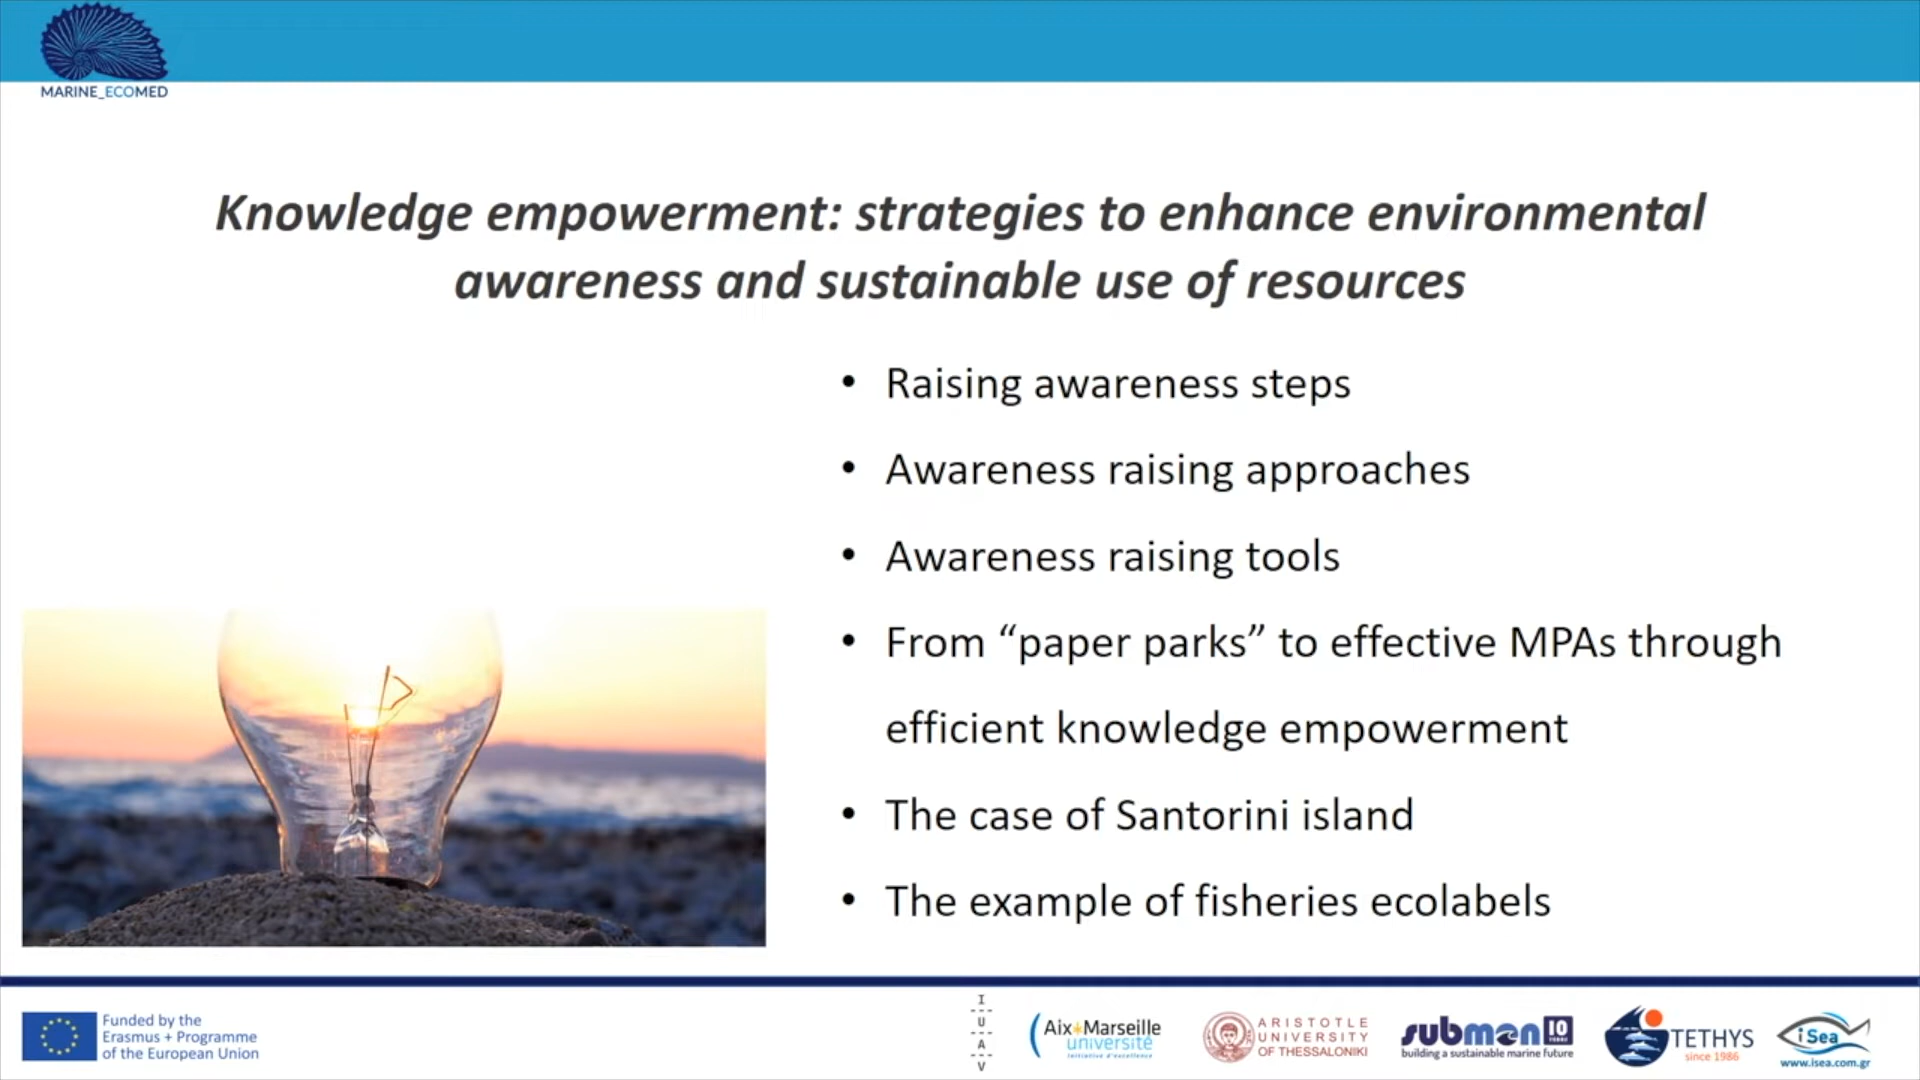 MARINE_ECOMED
Knowledge empowerment: strategies to enhance environmental
awareness and sustainable use of resources
• Raising awareness steps
• Awareness raising approaches
• Awareness raising tools
• From “paper parks” to effective MPAs through
efficient knowledge empowerment
• The case of Santorini island
• The example of fisheries ecolabels
Funded by the
Erasmus + Programme
of the European Union
I
U
A
V
Aix*Marseille
université
Initiative d'excellence
ARISTOTLE
UNIVERSITY
OF THESSALONIKI
submon 10
building a sustainable marine future
TETHYS
since 1986
iSea
www.isea.com.gr